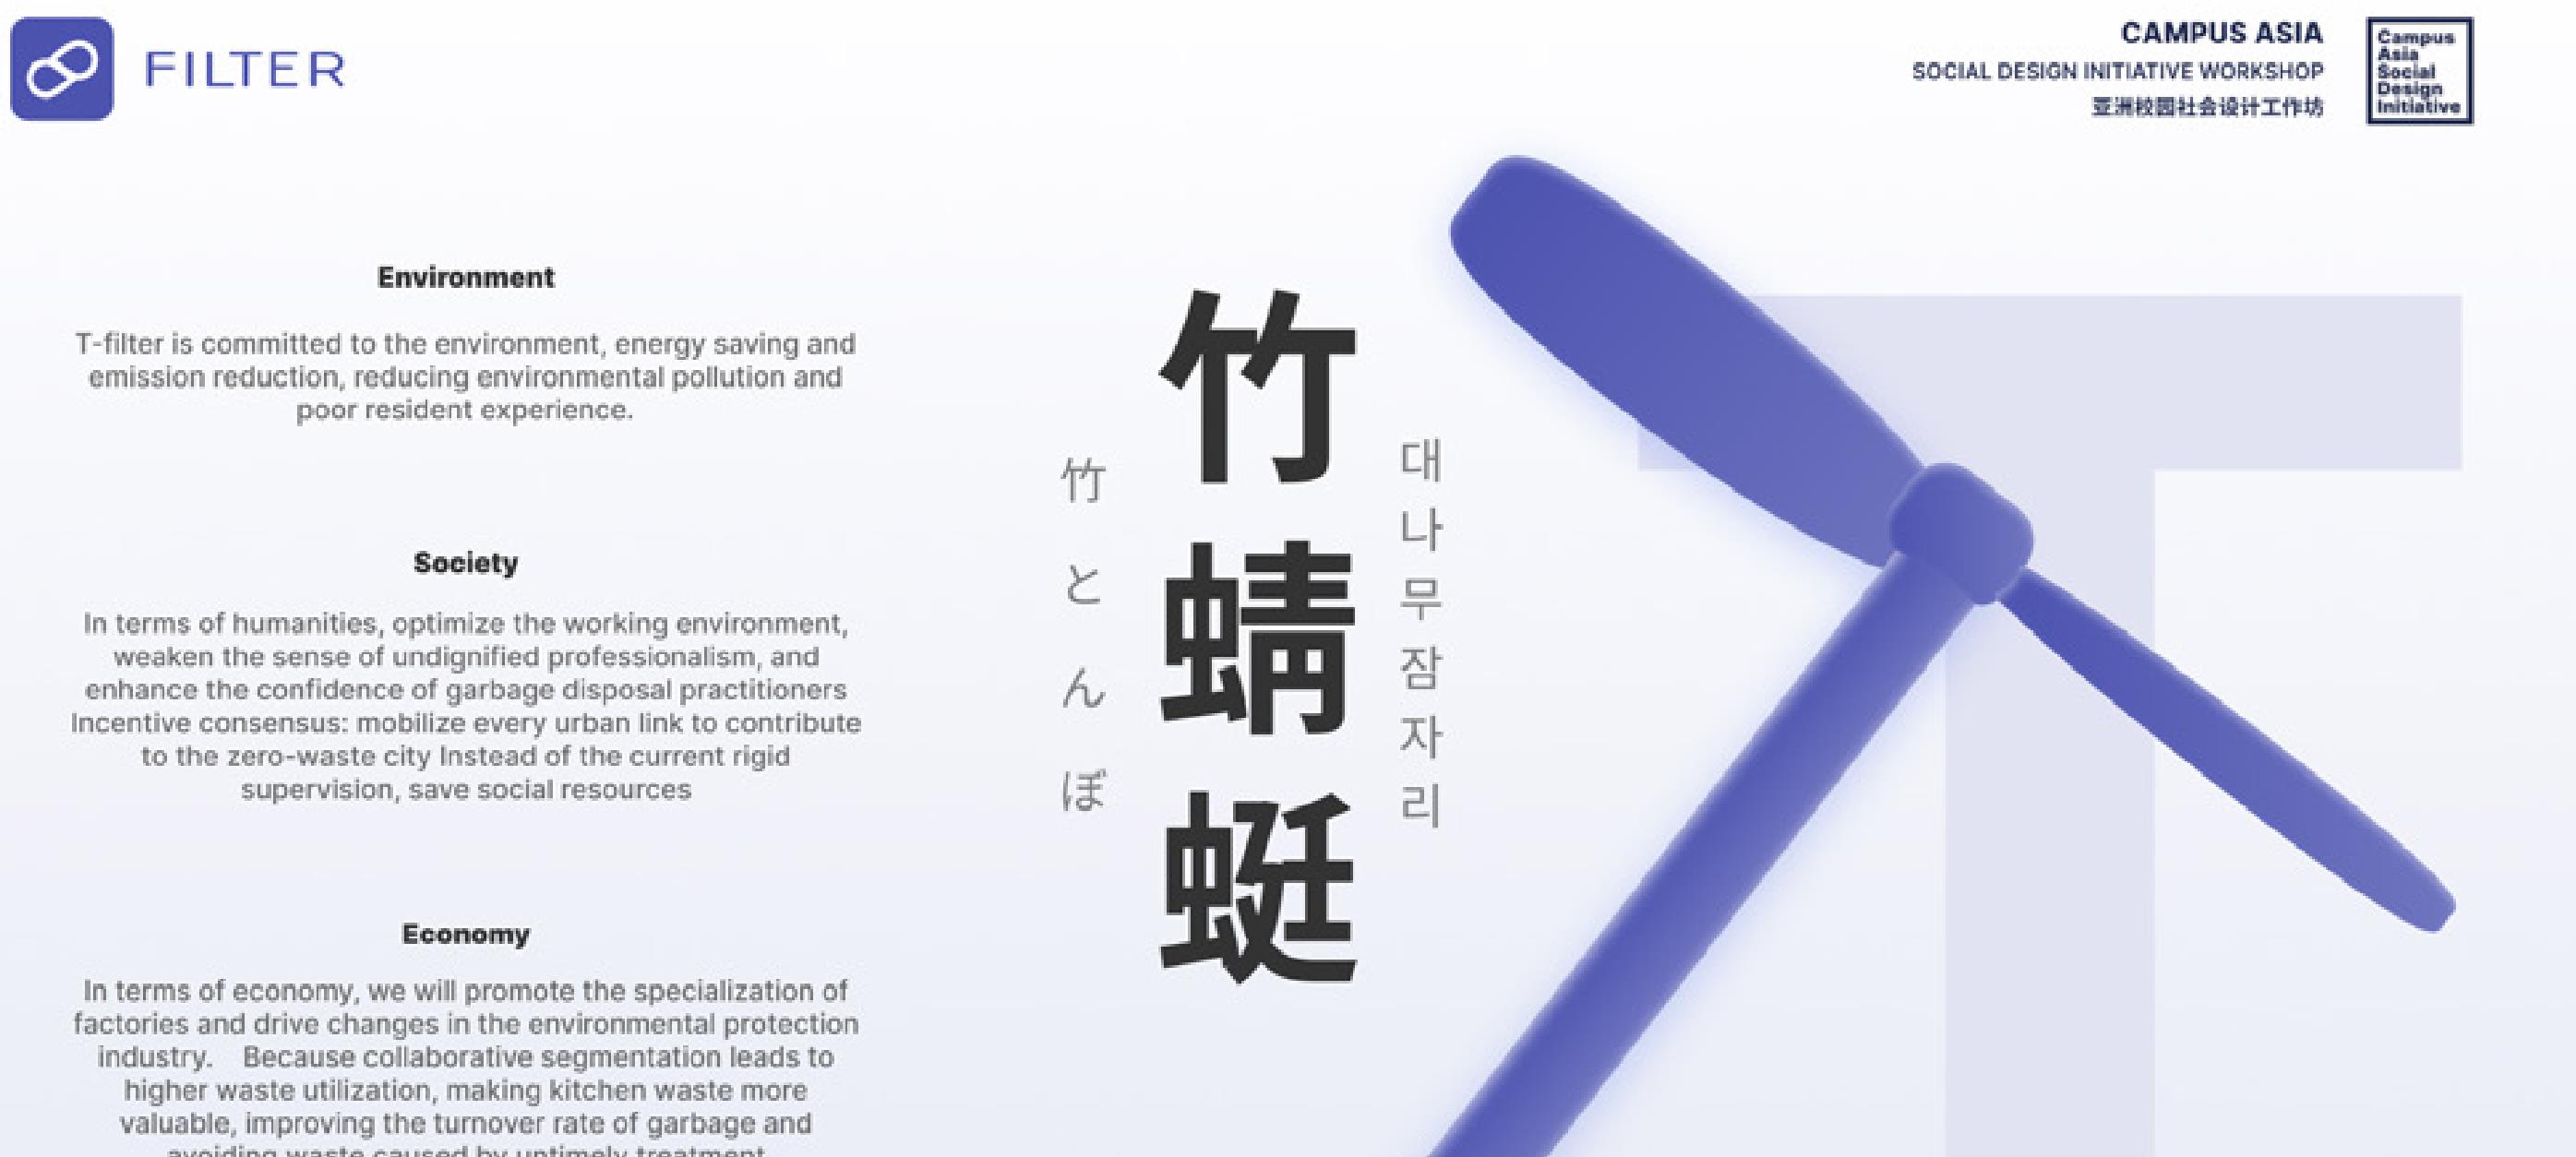 FILTER
CAMPUS ASIA
SOCIAL DESIGN INITIATIVE WORKSHOP
亚洲校园社会设计工作坊
Campus
Asia
Social
Design
Initiative
Environment
T-filter is committed to the environment, energy saving and
emission reduction, reducing environmental pollution and
poor resident experience.
Society
In terms of humanities, optimize the working environment,
weaken the sense of undignified professionalism, and
enhance the confidence of garbage disposal practitioners
Incentive consensus: mobilize every urban link to contribute
to the zero-waste city Instead of the current rigid
supervision, save social resources
Economy
In terms of economy, we will promote the specialization of
factories and drive changes in the environmental protection
industry. Because collaborative segmentation leads to
higher waste utilization, making kitchen waste more
valuable, improving the turnover rate of garbage and
avoiding waste caused by untimely treatment
竹とんぼ
竹蜻蜓
대나무잠자리
T